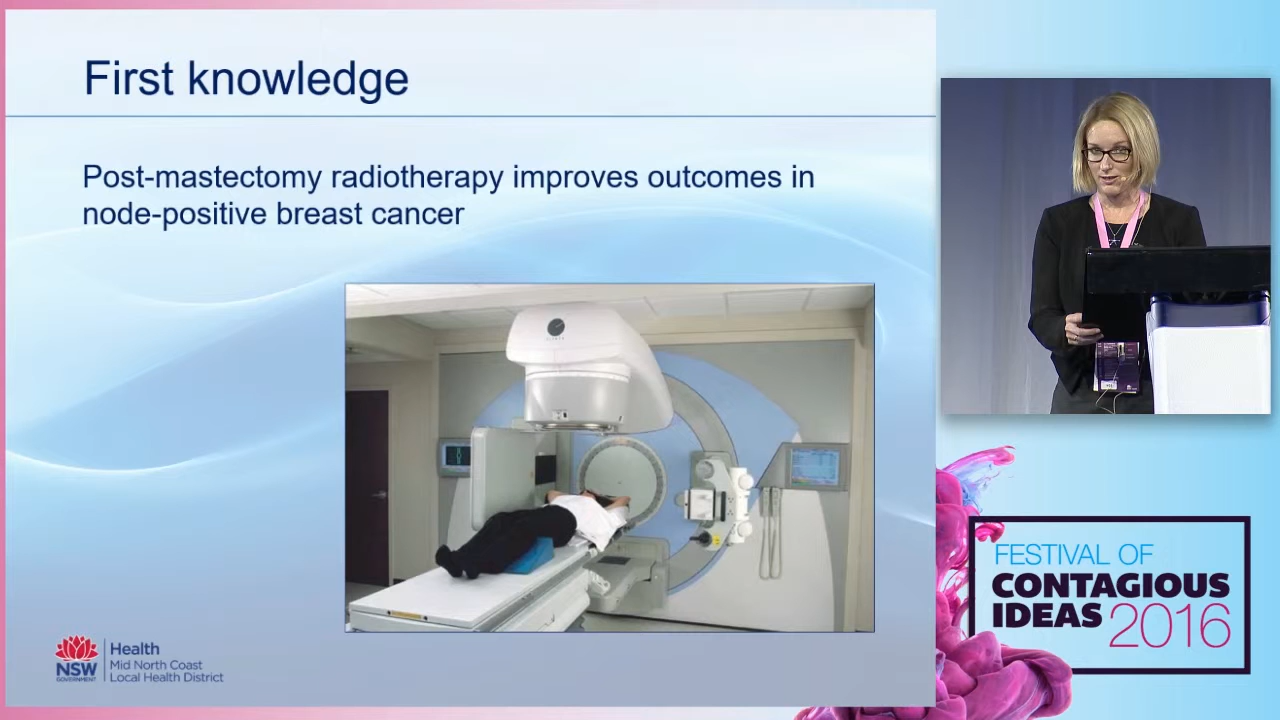 First knowledge
Post-mastectomy radiotherapy improves outcomes in
node-positive breast cancer
NSW
GOVERNMENT
Health
Mid North Coast
Local Health District
FESTIVAL OF
CONTAGIOUS
IDEAS 2016